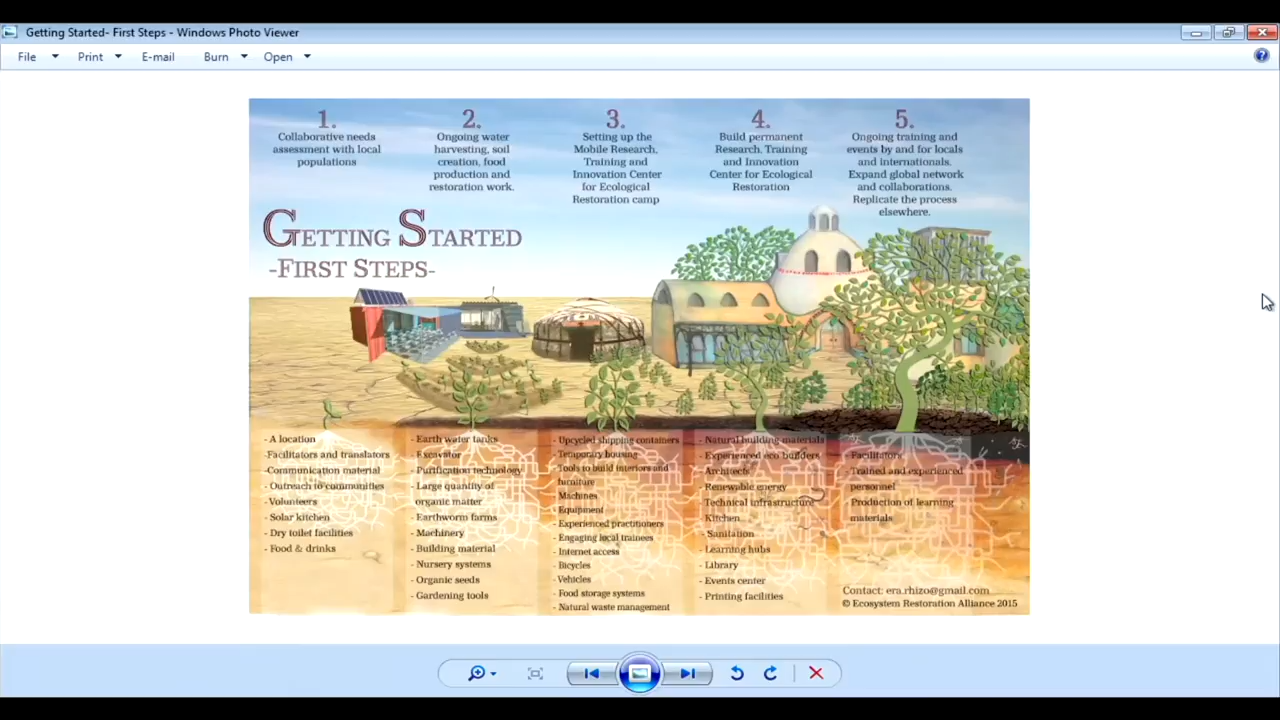 Getting Started- First Steps - Windows Photo Viewer
File Print E-mail Burn Open
1.
Collaborative needs
assessment with local
populations
2.
Ongoing water
harvesting, soil
creation, food
production and
restoration work.
3.
Setting up the
Mobile Research,
Training and
Innovation Center
for Ecological
Restoration camp
4.
Build permanent
Research, Training
and Innovation
Center for Ecological
Restoration
5.
Ongoing training and
events by and for locals
and internationals.
Expand global network
and collaborations.
Replicate the process
elsewhere.
GETTING STARTED
-FIRST STEPS-
- A location
-Facilitators and translators
-Communication material
- Outreach to communities
- Volunteers
- Solar kitchen
- Dry toilet facilities
- Food & drinks
- Earth water tanks
- Excavator
- Purification technology
- Large quantity of
organic matter
- Earthworm farms
- Machinery
- Building material
- Nursery systems
- Organic seeds
- Gardening tools
- Upcycled shipping containers
- Temporary housing
- Tools to build interiors and
furniture
- Machines
- Equipment
- Experienced practitioners
- Engaging local trainees
- Internet access
- Bicycles
- Vehicles
- Food storage systems
- Natural waste management
- Natural building materials
- Experienced eco builders
- Architects
- Renewable energy
- Technical infrastructure
- Kitchen
- Sanitation
- Learning hubs
- Library
- Events center
- Printing facilities
- Facilitators
- Trained and experienced
personnel
- Production of learning
materials
Contact: era.rhizo@gmail.com
© Ecosystem Restoration Alliance 2015